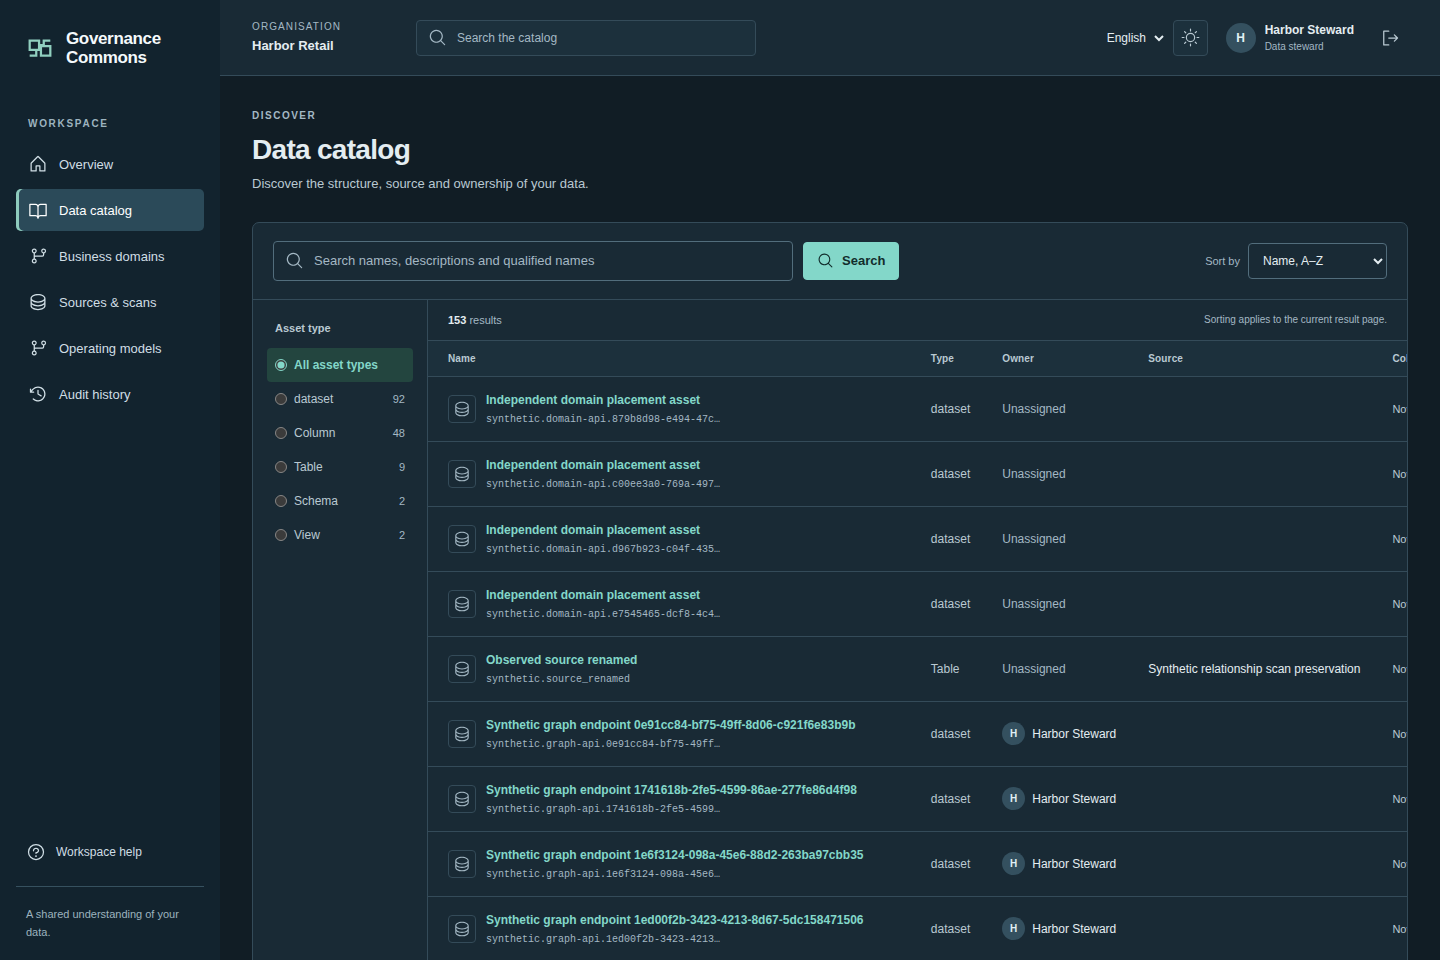 Governance
Commons
WORKSPACE
Overview
Data catalog
Business domains
Sources & scans
Operating models
Audit history
Workspace help
A shared understanding of your
data.
ORGANISATION
Harbor Retail
Search the catalog
English
H
Harbor Steward
Data steward
DISCOVER
Data catalog
Discover the structure, source and ownership of your data.
Search names, descriptions and qualified names
Search
Sort by
Name, A–Z
Asset type
All asset types
dataset 92
Column 48
Table 9
Schema 2
View 2
153 results
Sorting applies to the current result page.
Name Type Owner Source Col
Independent domain placement asset
synthetic.domain-api.879b8d98-e494-47c…
dataset Unassigned No
Independent domain placement asset
synthetic.domain-api.c00ee3a0-769a-497…
dataset Unassigned No
Independent domain placement asset
synthetic.domain-api.d967b923-c04f-435…
dataset Unassigned No
Independent domain placement asset
synthetic.domain-api.e7545465-dcf8-4c4…
dataset Unassigned No
Observed source renamed
synthetic.source_renamed
Table Unassigned Synthetic relationship scan preservation No
Synthetic graph endpoint 0e91cc84-bf75-49ff-8d06-c921f6e83b9b
synthetic.graph-api.0e91cc84-bf75-49ff…
dataset H Harbor Steward No
Synthetic graph endpoint 1741618b-2fe5-4599-86ae-277fe86d4f98
synthetic.graph-api.1741618b-2fe5-4599…
dataset H Harbor Steward No
Synthetic graph endpoint 1e6f3124-098a-45e6-88d2-263ba97cbb35
synthetic.graph-api.1e6f3124-098a-45e6…
dataset H Harbor Steward No
Synthetic graph endpoint 1ed00f2b-3423-4213-8d67-5dc158471506
synthetic.graph-api.1ed00f2b-3423-4213…
dataset H Harbor Steward No